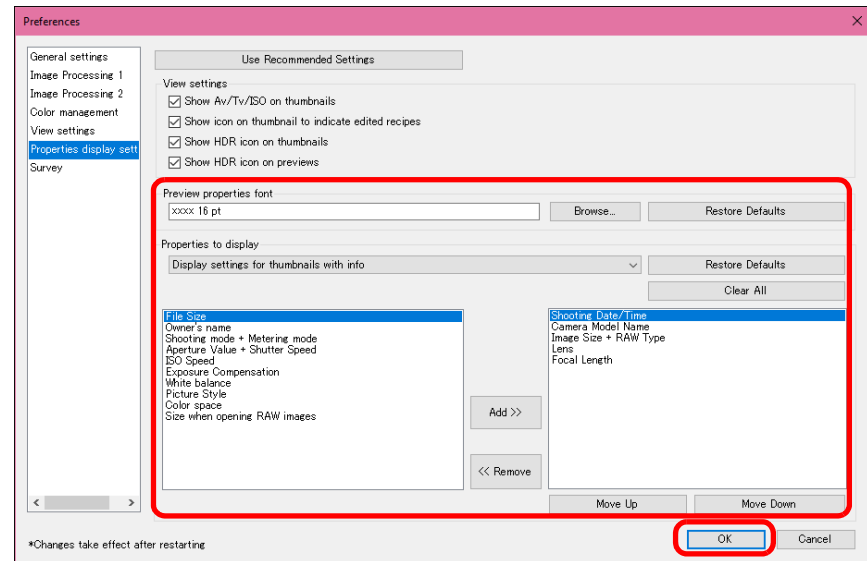 Preferences
General settings
Image Processing 1
Image Processing 2
Color management
View settings
Properties display sett
Survey
Use Recommended Settings
View settings
Show Av/Tv/ISO on thumbnails
Show icon on thumbnail to indicate edited recipes
Show HDR icon on thumbnails
Show HDR icon on previews
Preview properties font
xxxx 16 pt
Browse...
Restore Defaults
Properties to display
Display settings for thumbnails with info
Restore Defaults
Clear All
File Size
Owner's name
Shooting mode + Metering mode
Aperture Value + Shutter Speed
ISO Speed
Exposure Compensation
White balance
Picture Style
Color space
Size when opening RAW images
Add >>
<< Remove
Shooting Date/Time
Camera Model Name
Image Size + RAW Type
Lens
Focal Length
Move Up
Move Down
*Changes take effect after restarting
OK
Cancel